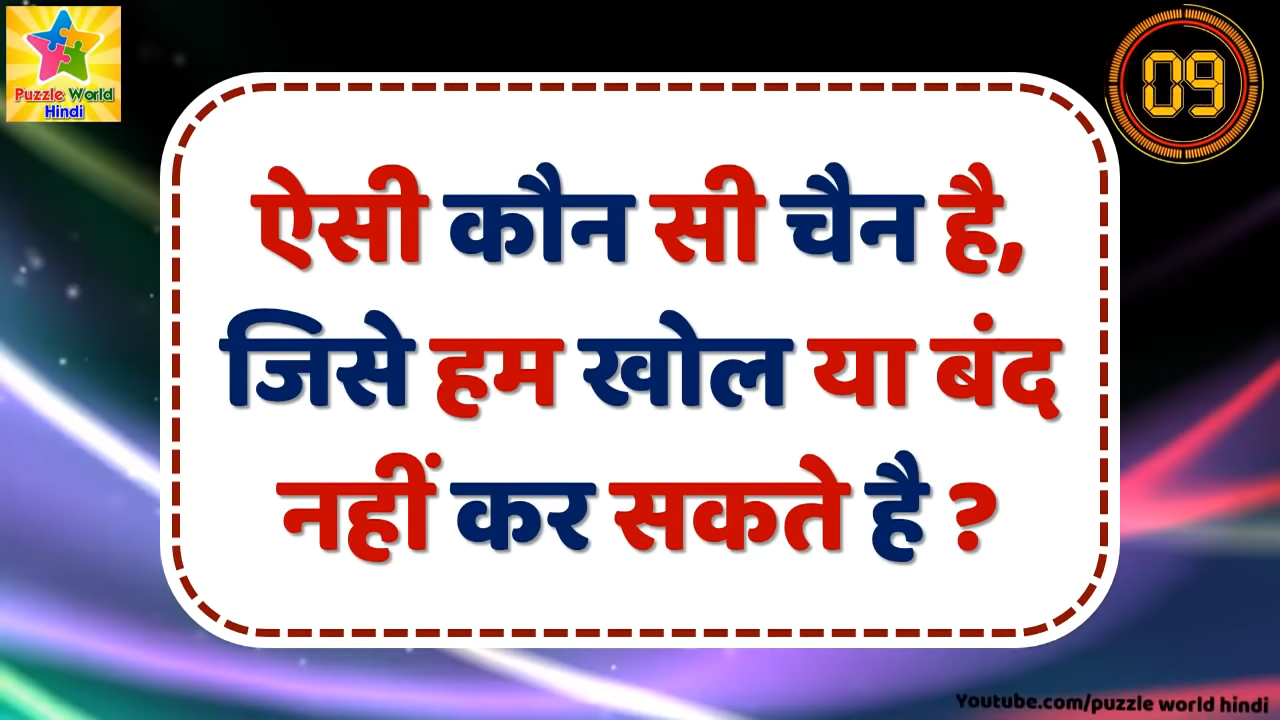 Puzzle World
Hindi
09
ऐसी कौन सी चैन है,
जिसे हम खोल या बंद
नहीं कर सकते है ?
Youtube.com/puzzle world hindi